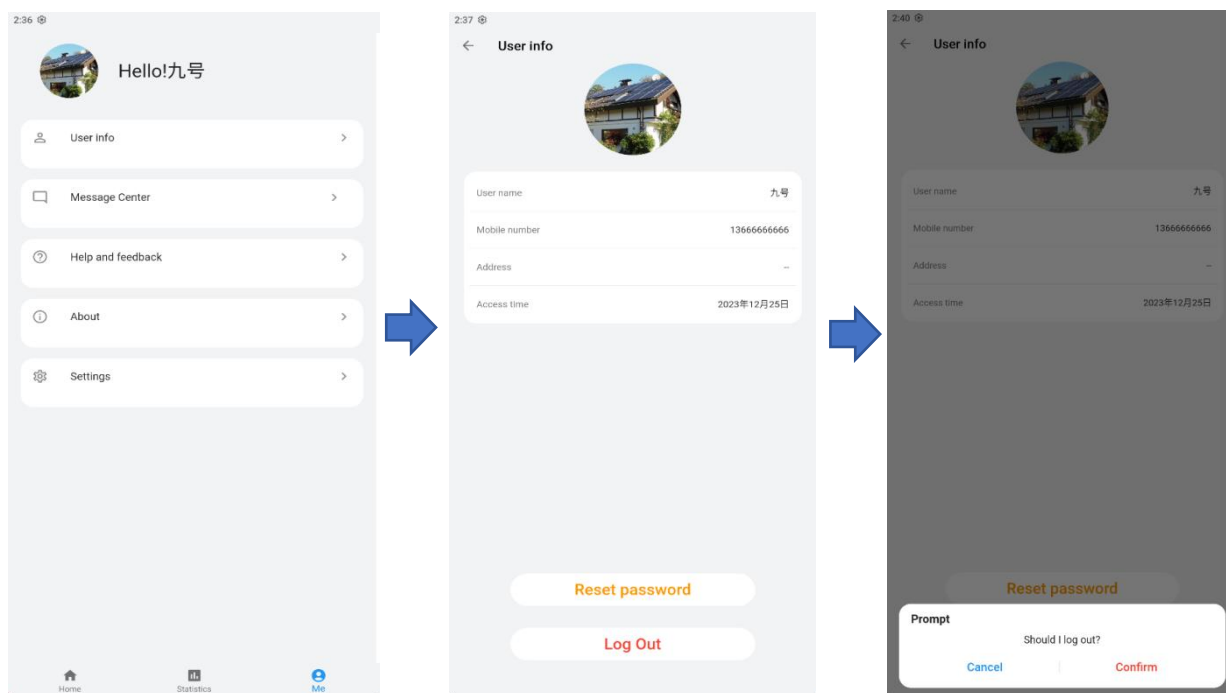 2:36
Hello!九号
User info
Message Center
Help and feedback
About
Settings
Home
Statistics
Me
2:37
User info
User name 九号
Mobile number 13666666666
Address --
Access time 2023年12月25日
Reset password
Log Out
2:40
User info
User name 九号
Mobile number 13666666666
Address --
Access time 2023年12月25日
Reset password
Prompt
Should I log out?
Cancel Confirm